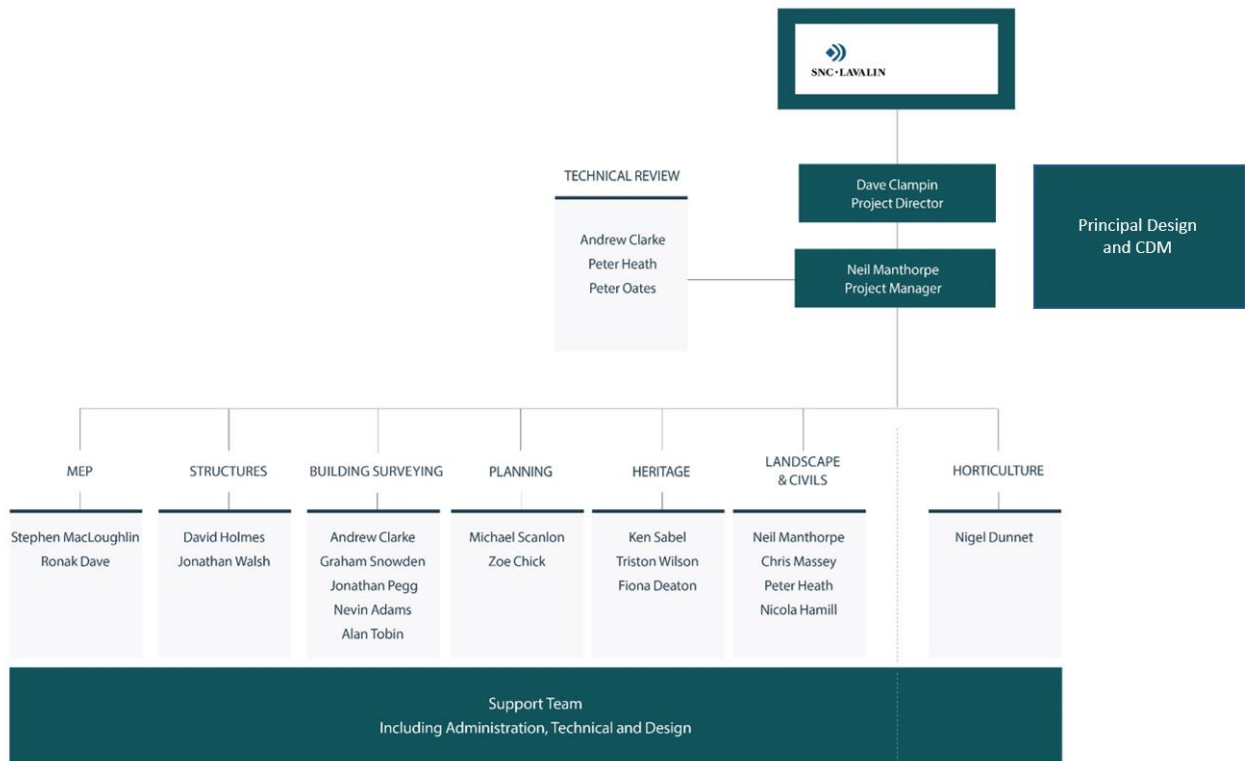 SNC·LAVALIN
Dave Clampin
Project Director
Principal Design
and CDM
TECHNICAL REVIEW
Andrew Clarke
Peter Heath
Peter Oates
Neil Manthorpe
Project Manager
MEP
Stephen MacLoughlin
Ronak Dave
STRUCTURES
David Holmes
Jonathan Walsh
BUILDING SURVEYING
Andrew Clarke
Graham Snowden
Jonathan Pegg
Nevin Adams
Alan Tobin
PLANNING
Michael Scanlon
Zoe Chick
HERITAGE
Ken Sabel
Triston Wilson
Fiona Deaton
LANDSCAPE
& CIVILS
Neil Manthorpe
Chris Massey
Peter Heath
Nicola Hamill
HORTICULTURE
Nigel Dunnet
Support Team
Including Administration, Technical and Design